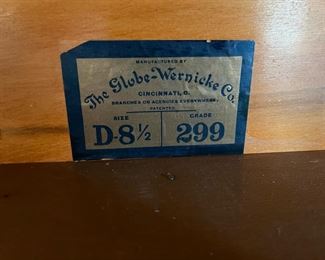 MANUFACTURED BY
The Globe-Wernicke Co.
CINCINNATI, O.
BRANCHES OR AGENCIES EVERYWHERE.
PATENTED.
SIZE GRADE
D-8½ 299